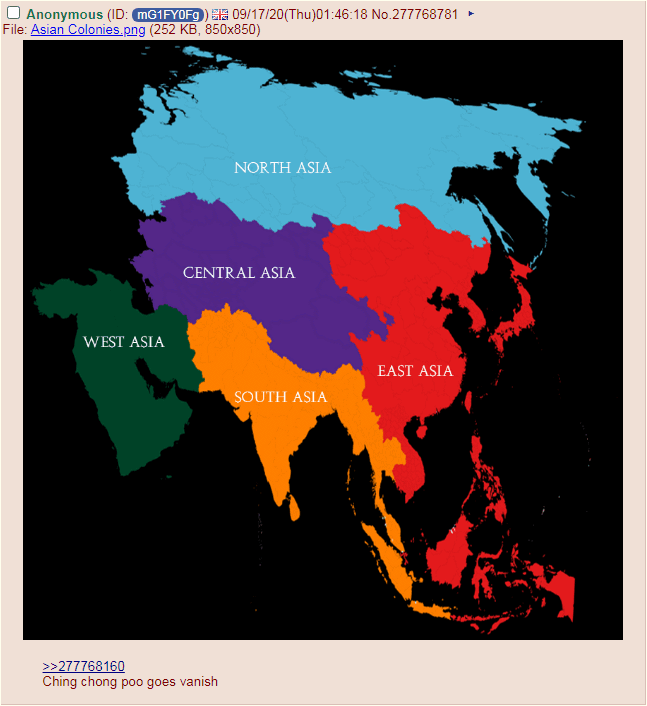 Anonymous (ID: mG1FY0Fg) 09/17/20(Thu)01:46:18 No.277768781
File: Asian Colonies.png (252 KB, 850x850)
NORTH ASIA
CENTRAL ASIA
WEST ASIA
EAST ASIA
SOUTH ASIA
>>277768160
Ching chong poo goes vanish